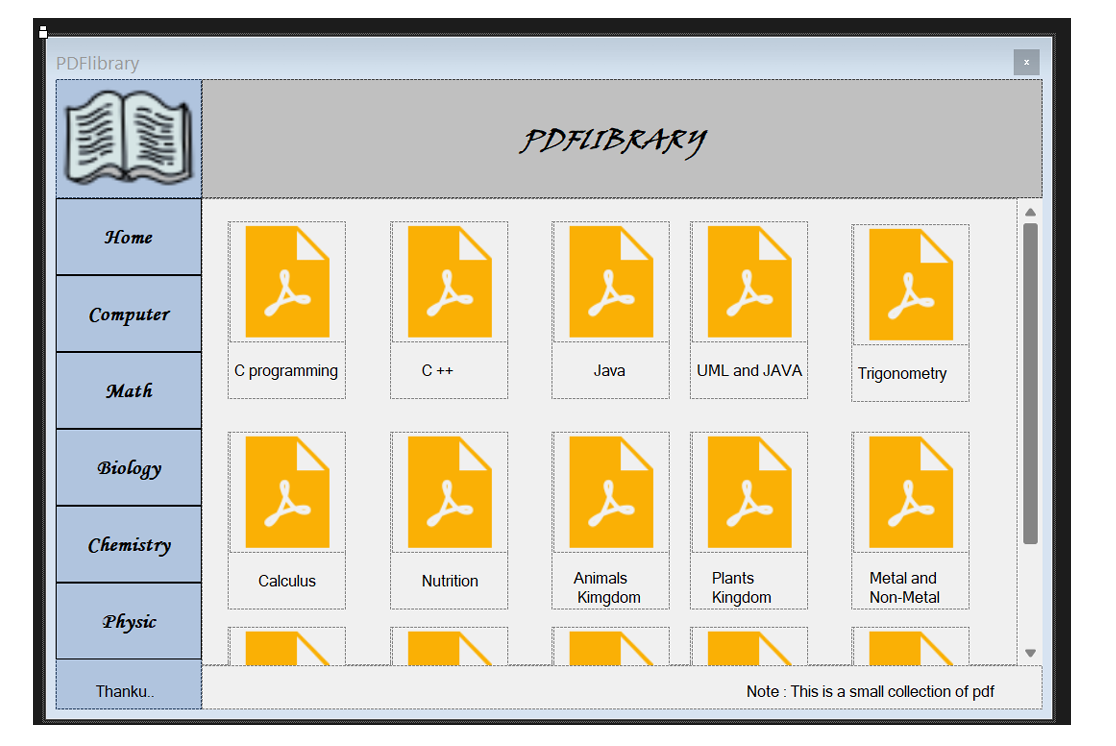 PDFlibrary
x
PDFLIBRARY
Home
Computer
Math
Biology
Chemistry
Physic
Thanku..
C programming
C ++
Java
UML and JAVA
Trigonometry
Calculus
Nutrition
Animals
Kimgdom
Plants
Kingdom
Metal and
Non-Metal
Note : This is a small collection of pdf